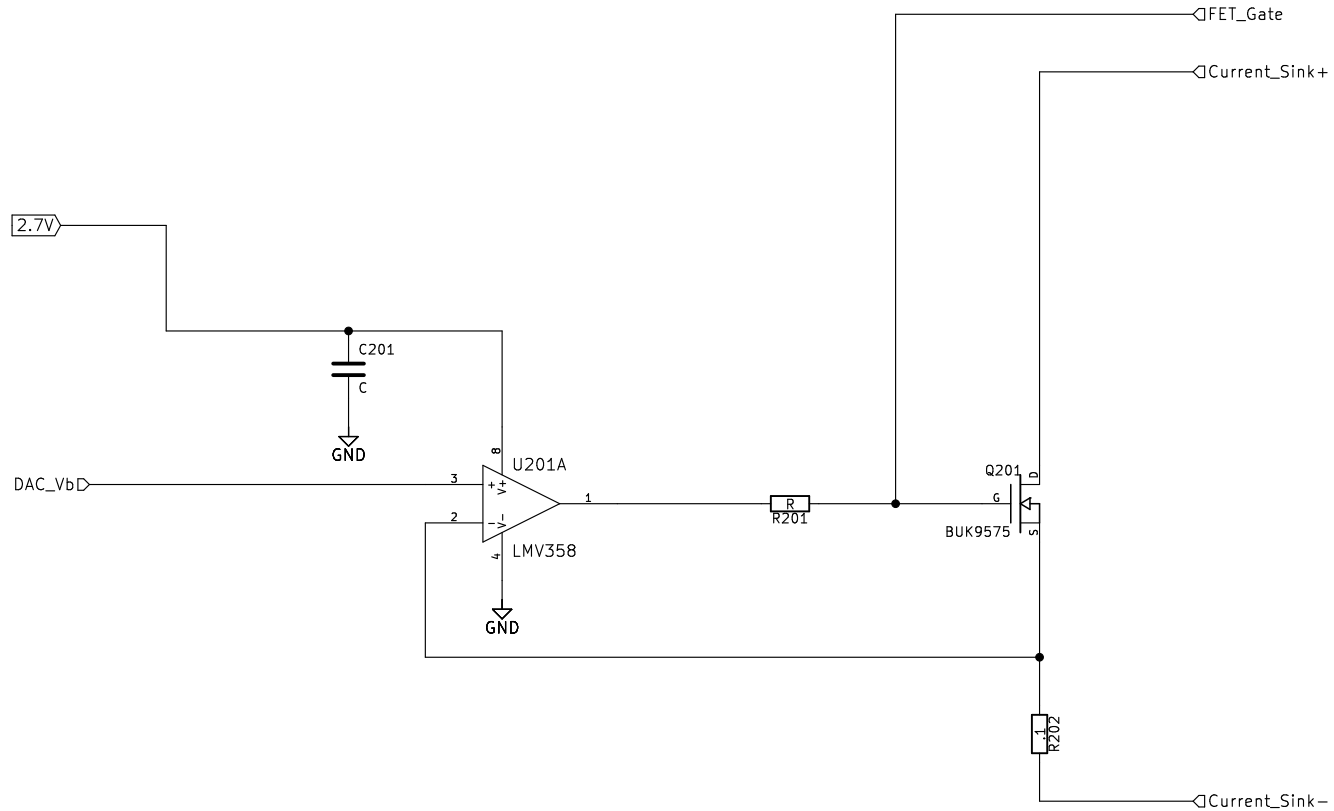 FET_Gate
Current_Sink+
2.7V
C201
C
GND
8
U201A
DAC_Vb
3
+
V+
1
2
-
V-
4
LMV358
GND
R
R201
Q201
D
G
S
BUK9575
.1
R202
Current_Sink-